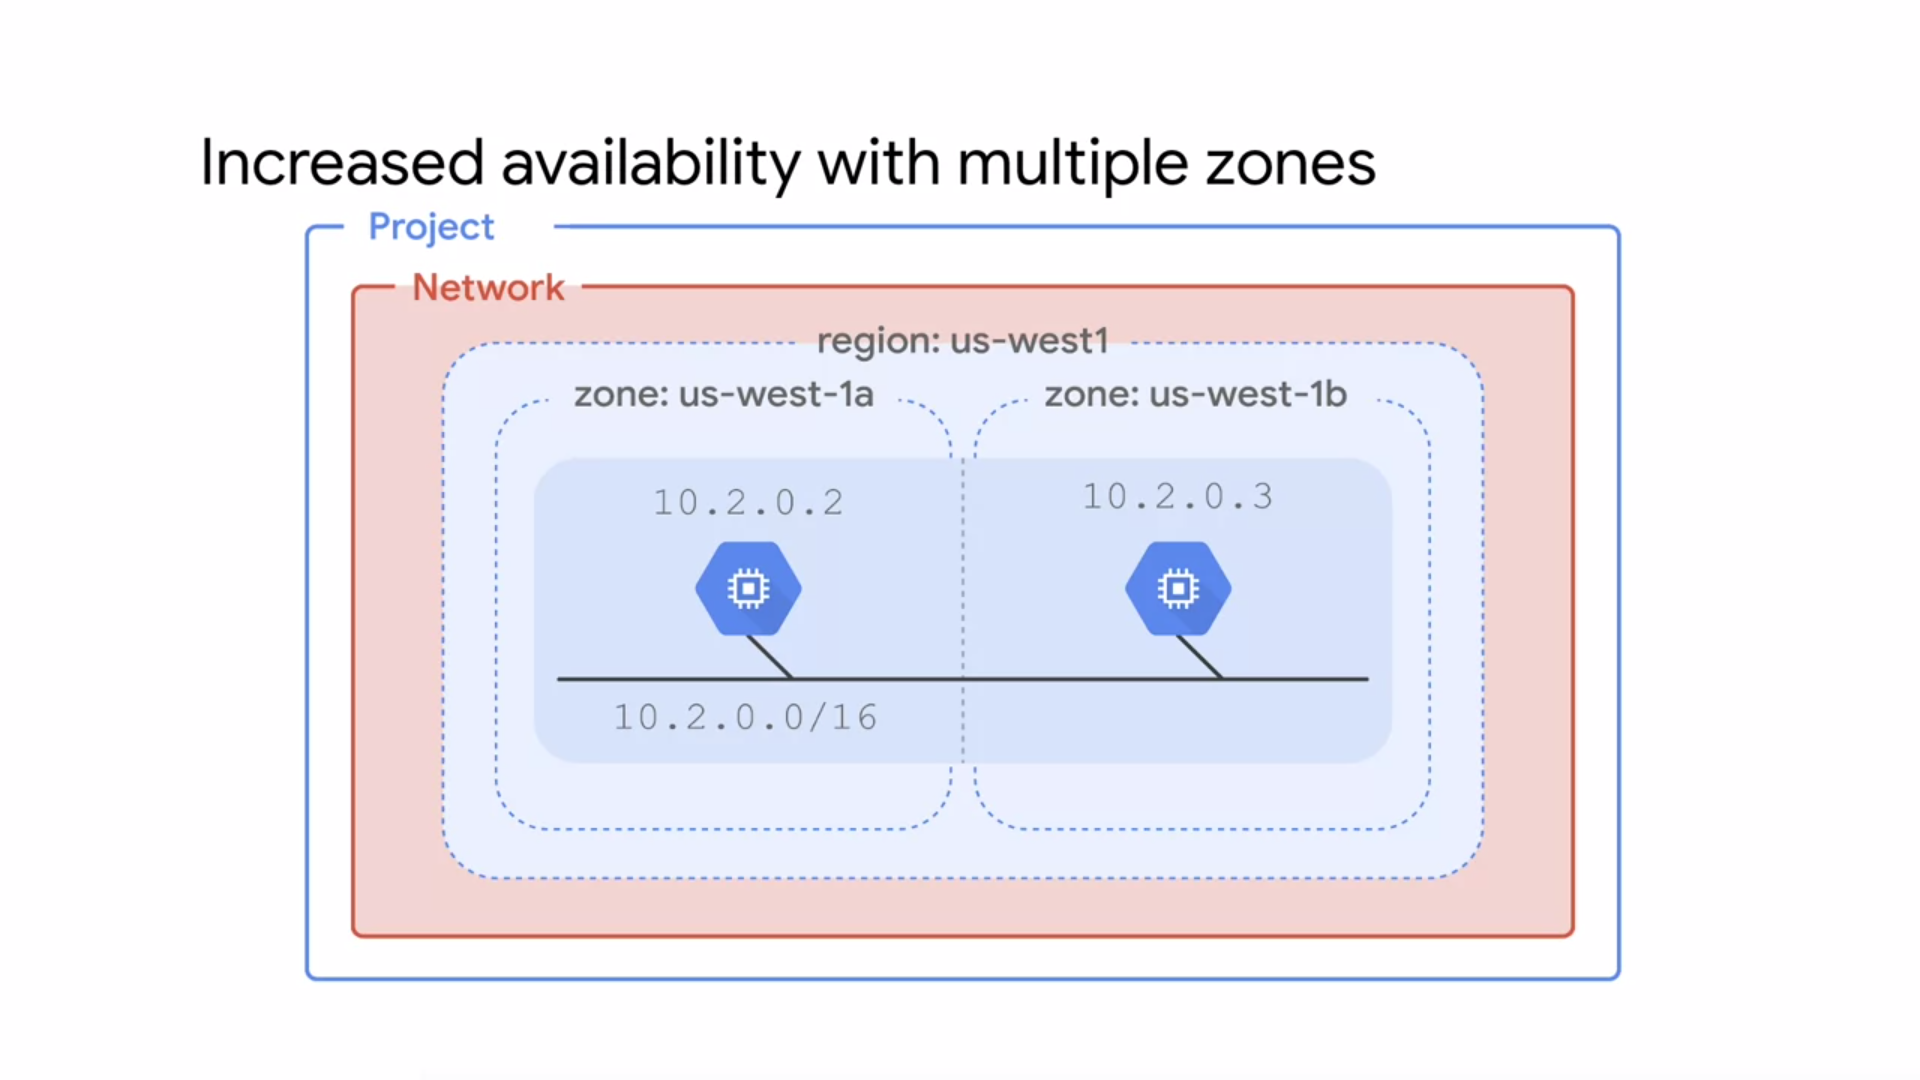 Increased availability with multiple zones
Project
Network
region: us-west1
zone: us-west-1a
zone: us-west-1b
10.2.0.2
10.2.0.3
10.2.0.0/16